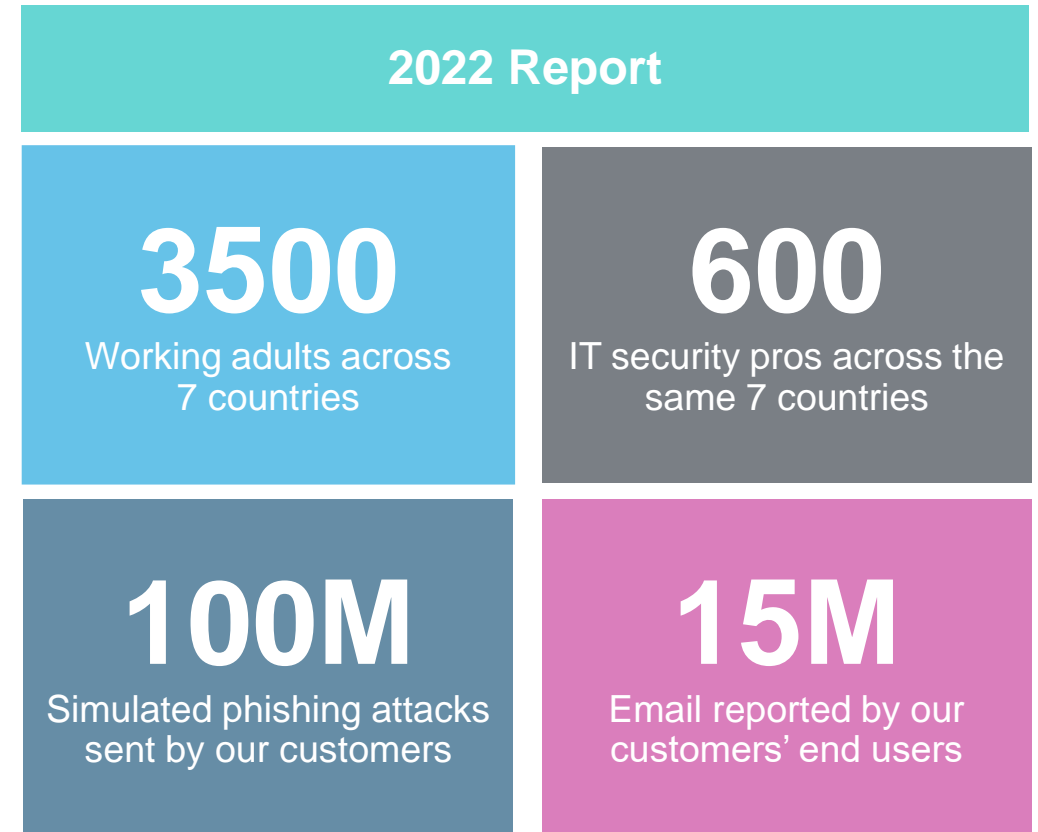 2022 Report
3500
Working adults across
7 countries
600
IT security pros across the
same 7 countries
100M
Simulated phishing attacks
sent by our customers
15M
Email reported by our
customers’ end users